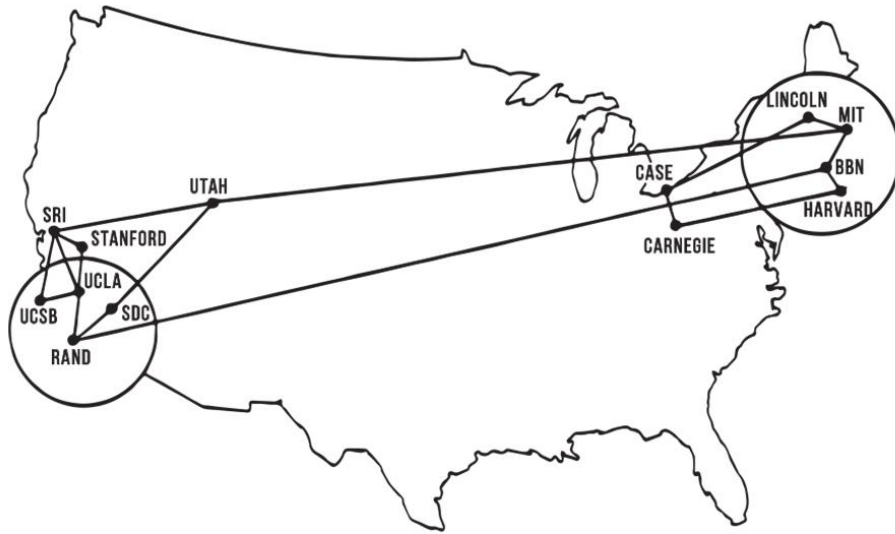 LINCOLN
MIT
BBN
CASE
HARVARD
UTAH
SRI
STANFORD
CARNEGIE
UCLA
UCSB
SDC
RAND